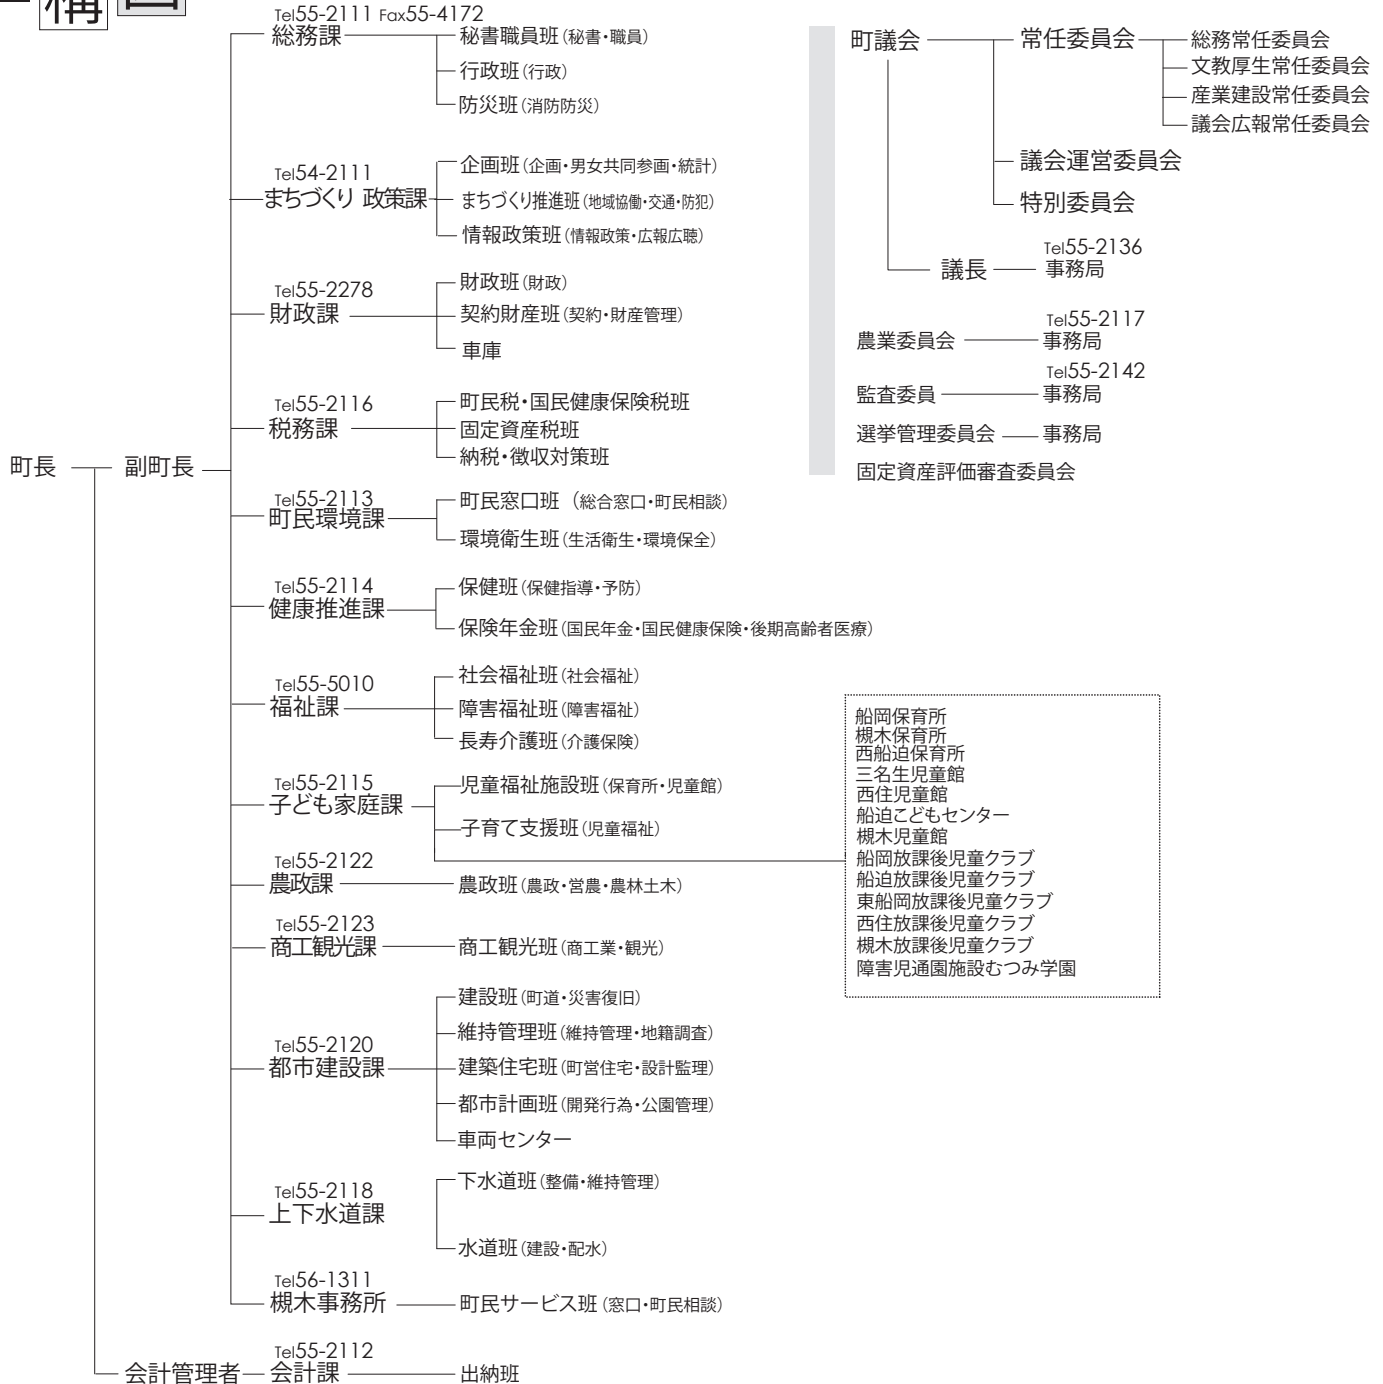 構
Tel55-2111 Fax55-4172
総務課
秘書職員班（秘書・職員）
行政班（行政）
防災班（消防防災）
Tel54-2111
まちづくり 政策課
企画班（企画・男女共同参画・統計）
まちづくり推進班（地域協働・交通・防犯）
情報政策班（情報政策・広報広聴）
Tel55-2278
財政課
財政班（財政）
契約財産班（契約・財産管理）
車庫
Tel55-2116
税務課
町民税・国民健康保険税班
固定資産税班
納税・徴収対策班
町長
副町長
Tel55-2113
町民環境課
町民窓口班（総合窓口・町民相談）
環境衛生班（生活衛生・環境保全）
Tel55-2114
健康推進課
保健班（保健指導・予防）
保険年金班（国民年金・国民健康保険・後期高齢者医療）
Tel55-5010
福祉課
社会福祉班（社会福祉）
障害福祉班（障害福祉）
長寿介護班（介護保険）
Tel55-2115
子ども家庭課
児童福祉施設班（保育所・児童館）
子育て支援班（児童福祉）
船岡保育所
槻木保育所
西船迫保育所
三名生児童館
西住児童館
船迫こどもセンター
槻木児童館
船岡放課後児童クラブ
船迫放課後児童クラブ
東船岡放課後児童クラブ
西住放課後児童クラブ
槻木放課後児童クラブ
障害児通園施設むつみ学園
Tel55-2122
農政課
農政班（農政・営農・農林土木）
Tel55-2123
商工観光課
商工観光班（商工業・観光）
Tel55-2120
都市建設課
建設班（町道・災害復旧）
維持管理班（維持管理・地籍調査）
建築住宅班（町営住宅・設計監理）
都市計画班（開発行為・公園管理）
車両センター
Tel55-2118
上下水道課
下水道班（整備・維持管理）
水道班（建設・配水）
Tel56-1311
槻木事務所
町民サービス班（窓口・町民相談）
会計管理者
Tel55-2112
会計課
出納班
町議会
常任委員会
総務常任委員会
文教厚生常任委員会
産業建設常任委員会
議会広報常任委員会
議会運営委員会
特別委員会
議長
Tel55-2136
事務局
農業委員会
Tel55-2117
事務局
監査委員
Tel55-2142
事務局
選挙管理委員会
事務局
固定資産評価審査委員会